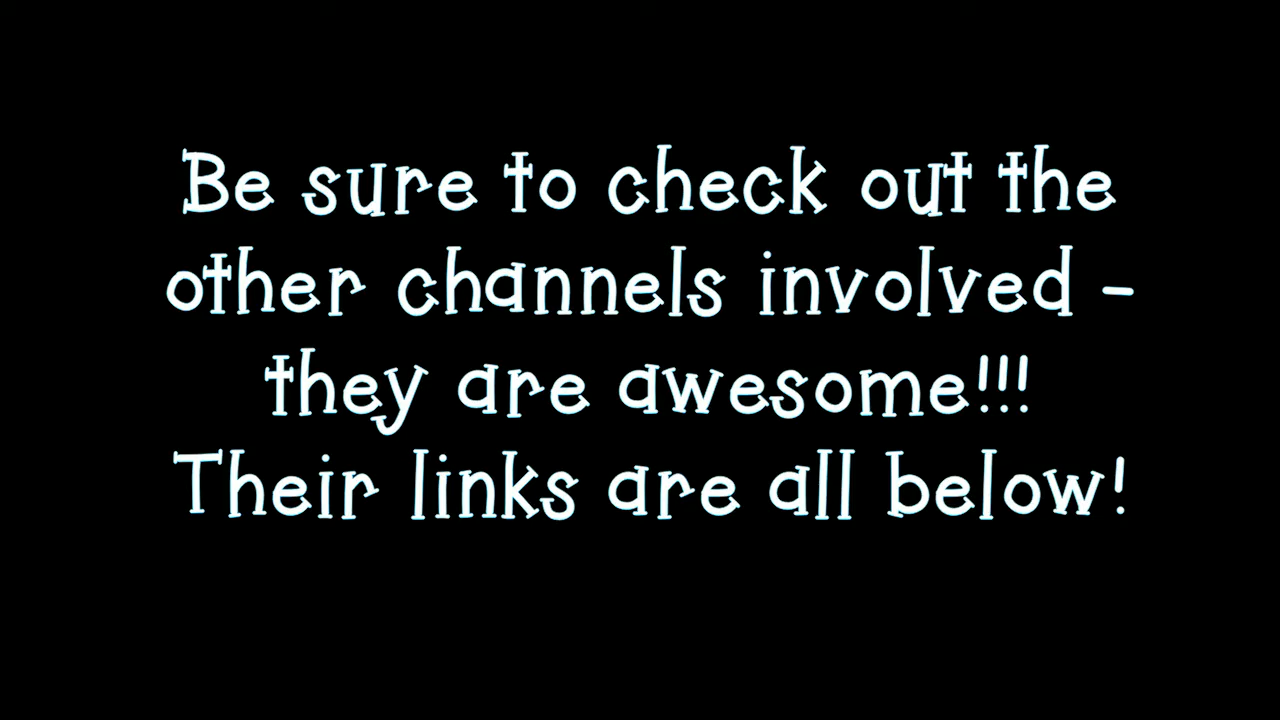 Be sure to check out the
other channels involved -
they are awesome!!!
Their links are all below!